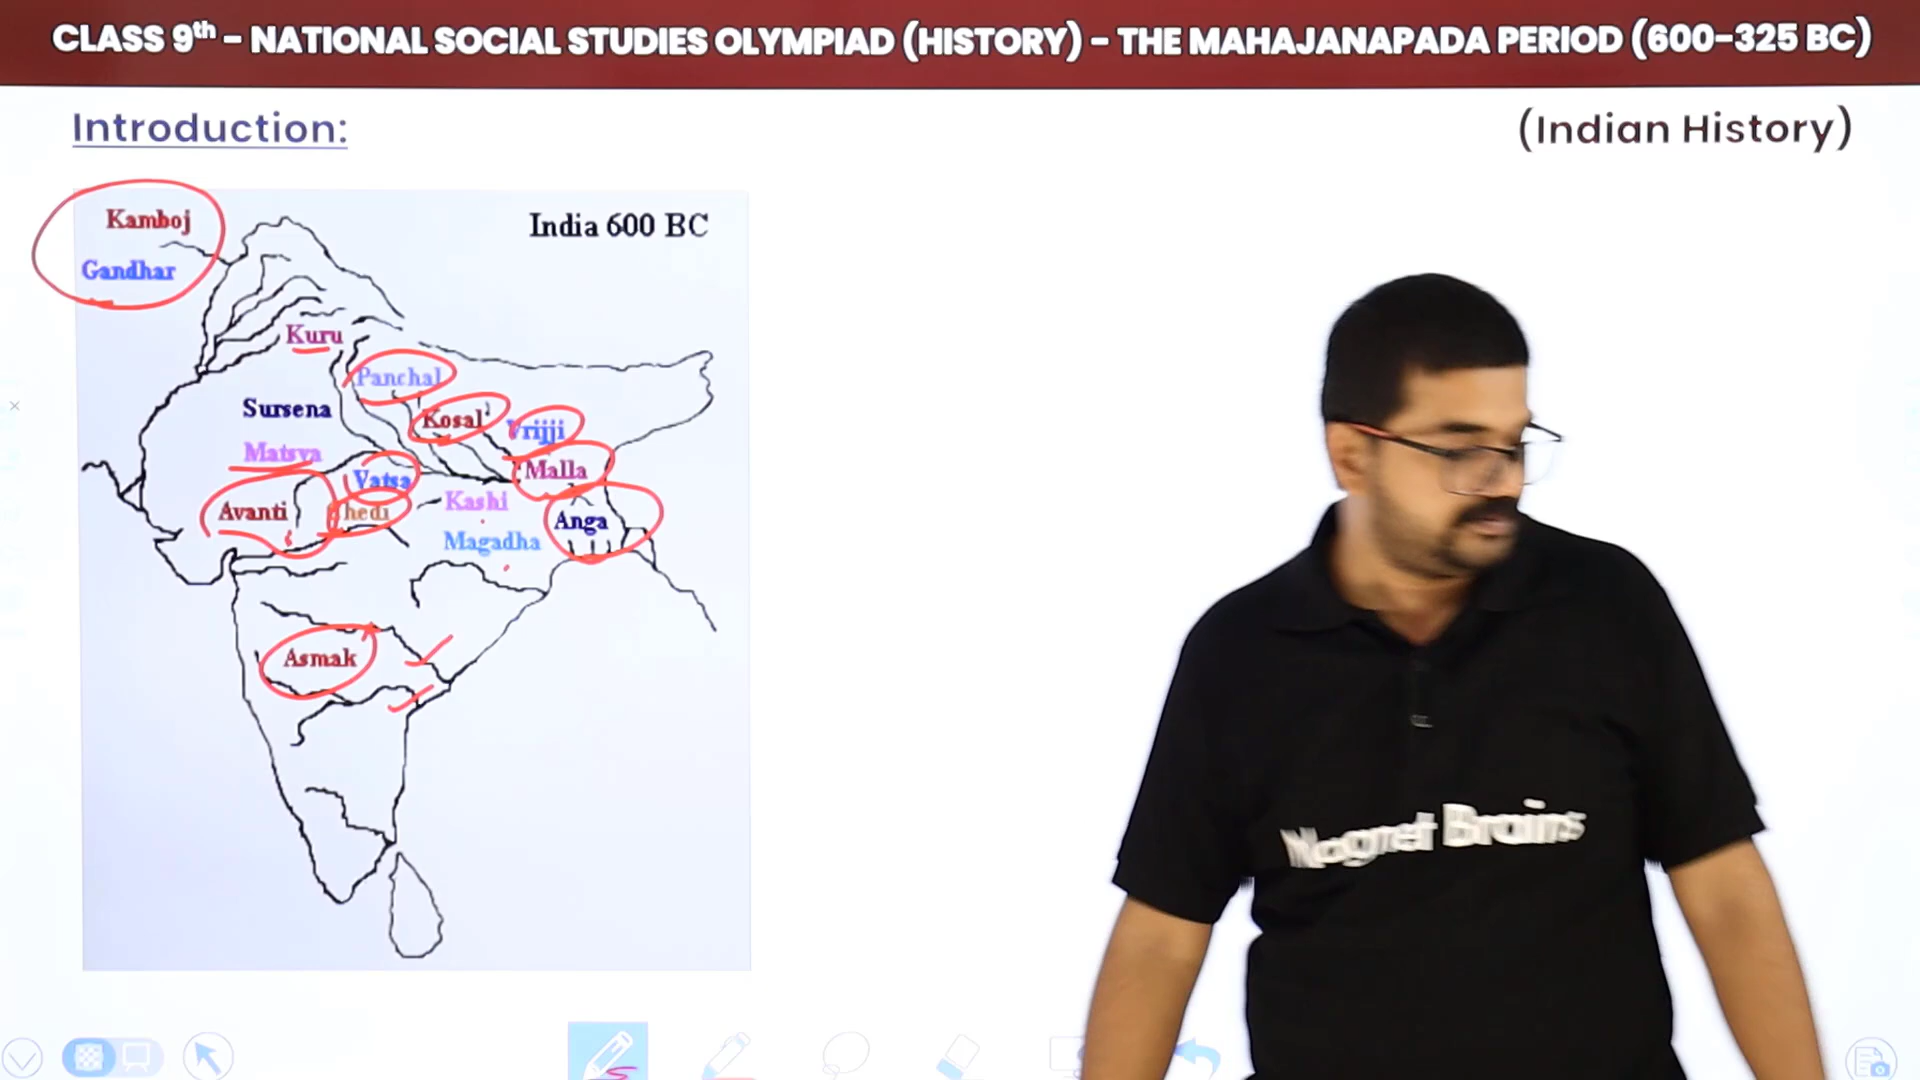 CLASS 9th – NATIONAL SOCIAL STUDIES OLYMPIAD (HISTORY) – THE MAHAJANAPADA PERIOD (600–325 BC)
Introduction:
(Indian History)
India 600 BC
Kamboj
Gandhar
Kuru
Panchal
Sursena
Kosal
Vrijji
Matsya
Malla
Vatsa
Kashi
Avanti
hedi
Anga
Magadha
Asmak
Magnet Brains